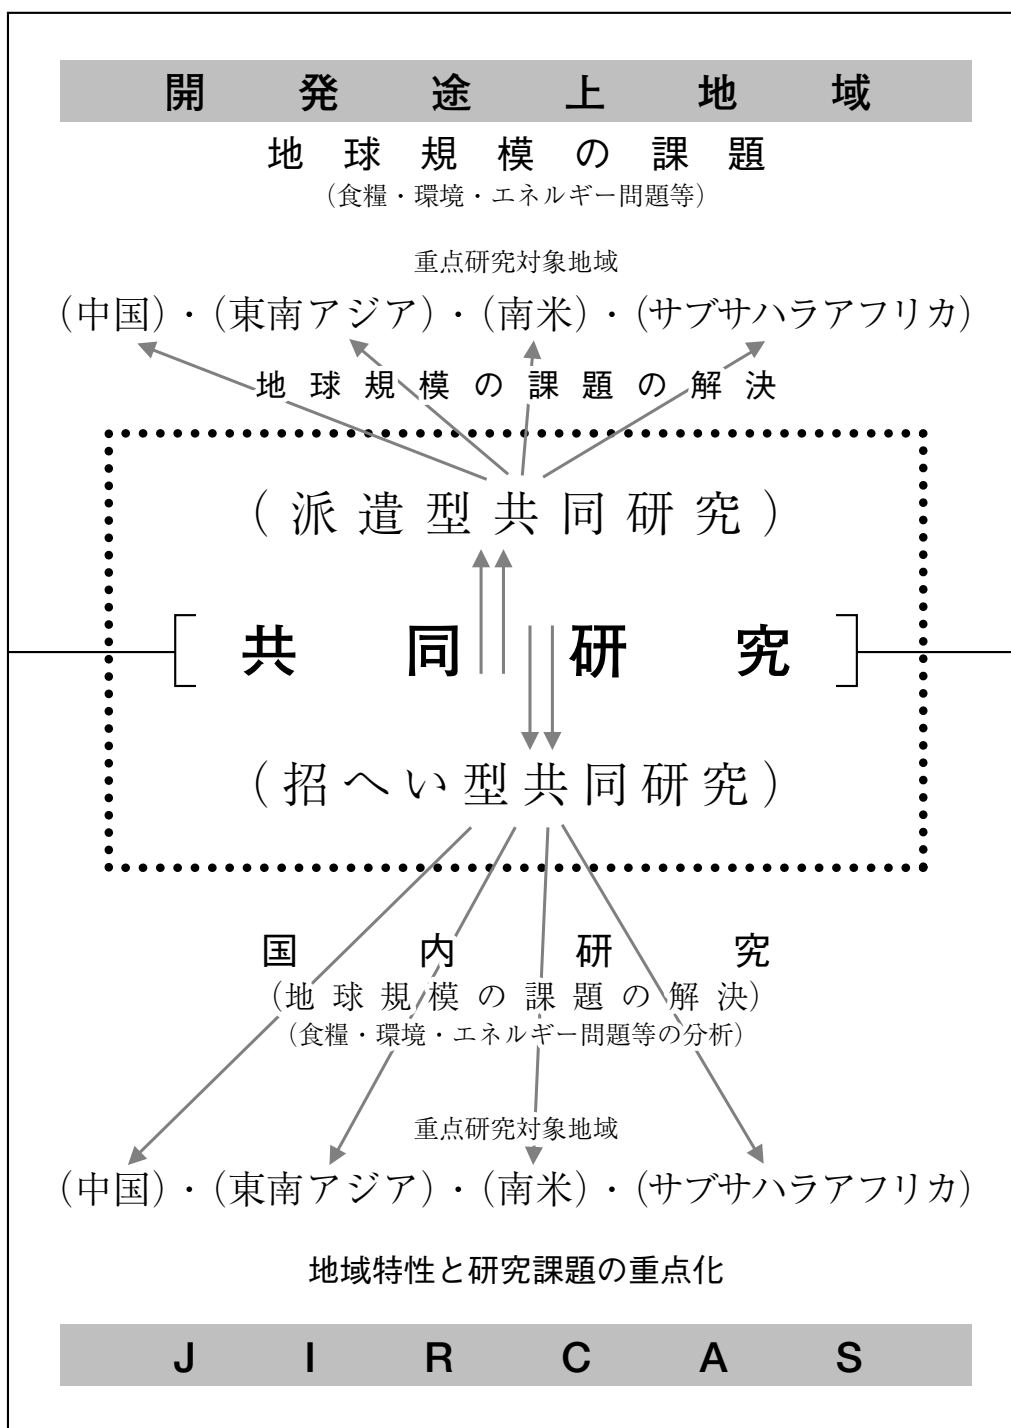 開発途上地域
地球規模の課題
（食糧・環境・エネルギー問題等）
重点研究対象地域
（中国）・（東南アジア）・（南米）・（サブサハラアフリカ）
地球規模の課題の解決
（派遣型共同研究）
共同研究
（招へい型共同研究）
国内研究
（地球規模の課題の解決）
（食糧・環境・エネルギー問題等の分析）
重点研究対象地域
（中国）・（東南アジア）・（南米）・（サブサハラアフリカ）
地域特性と研究課題の重点化
JIRCAS